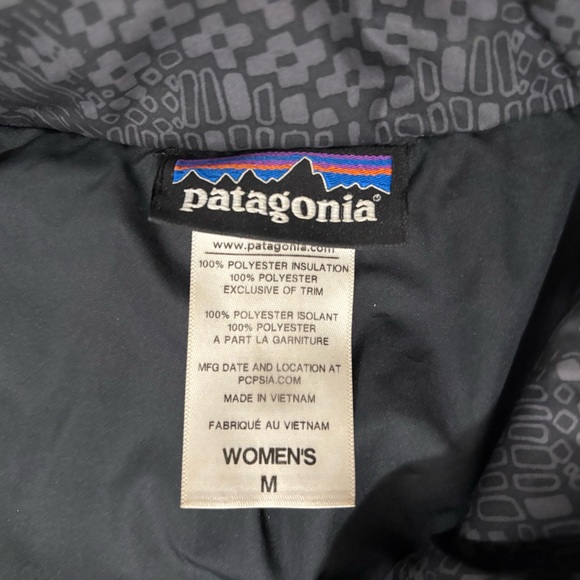 patagonia®
www.patagonia.com
100% POLYESTER INSULATION
100% POLYESTER
EXCLUSIVE OF TRIM
100% POLYESTER ISOLANT
100% POLYESTER
A PART LA GARNITURE
MFG DATE AND LOCATION AT
PCPSIA.COM
MADE IN VIETNAM
FABRIQUÉ AU VIETNAM
WOMEN'S
M